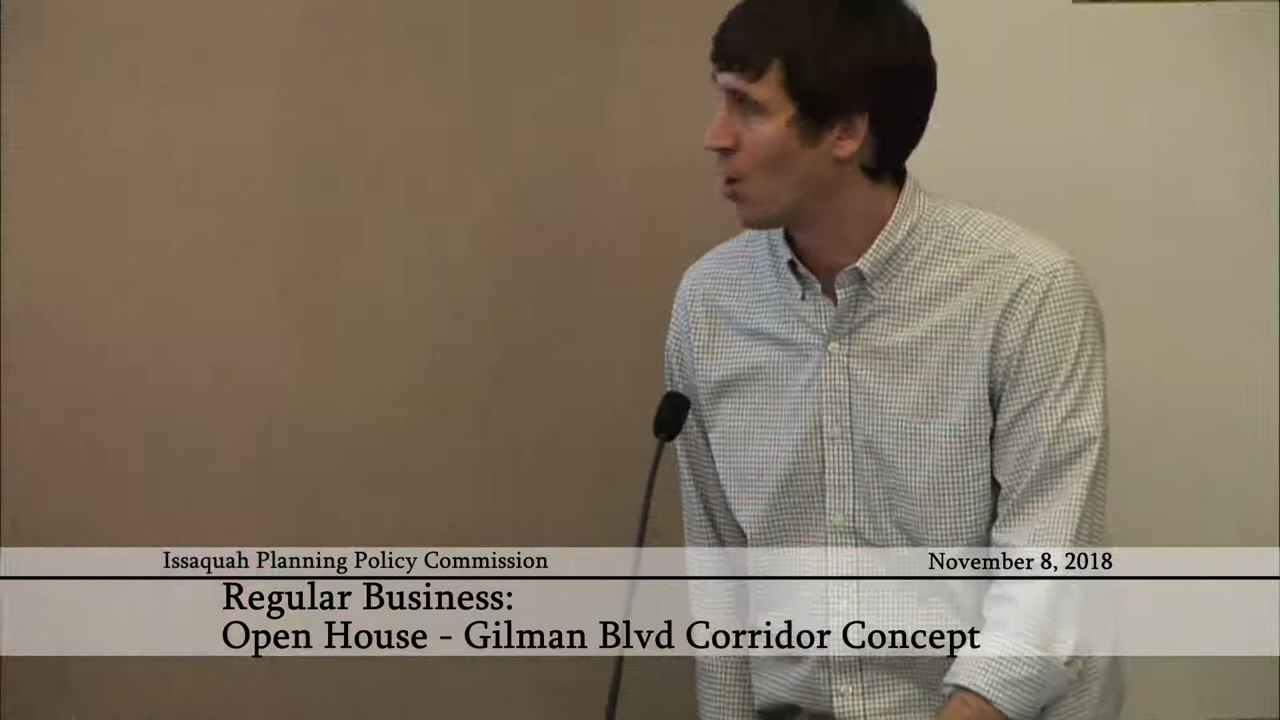 Issaquah Planning Policy Commission
November 8, 2018
Regular Business:
Open House - Gilman Blvd Corridor Concept